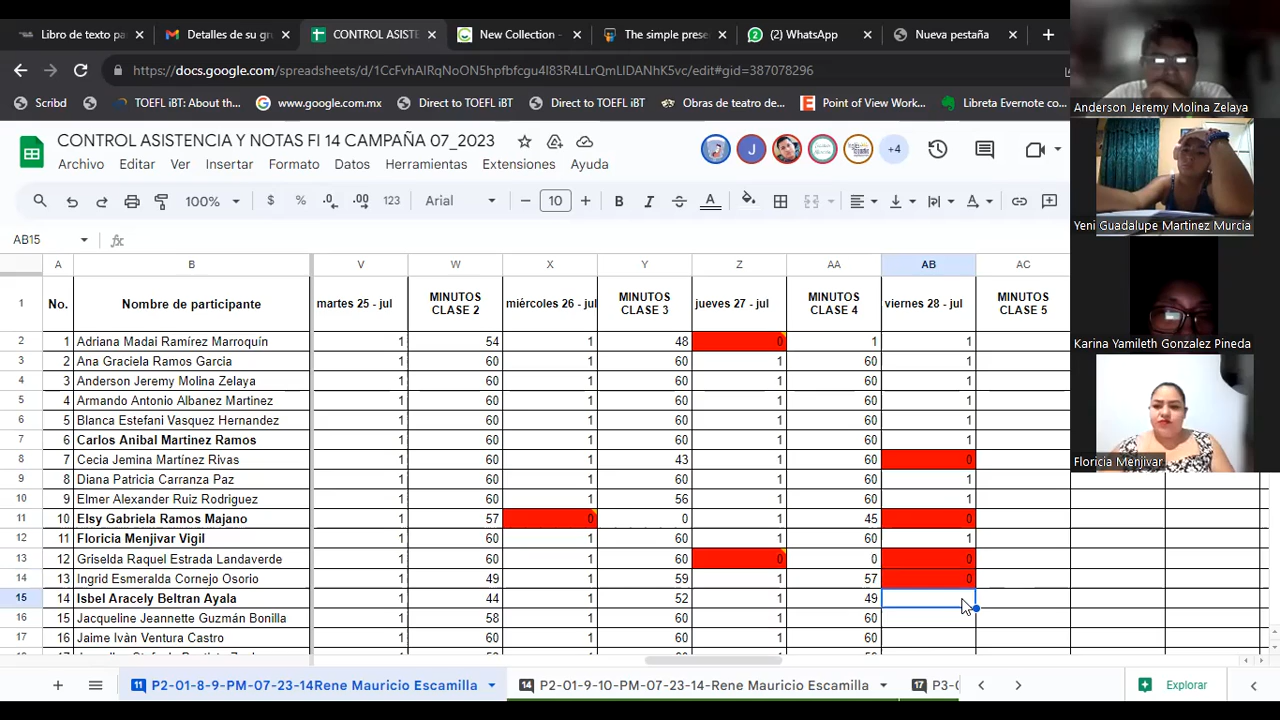 Libro de texto pa
Detalles de su gr
CONTROL ASISTE
New Collection -
The simple prese
(2) WhatsApp
Nueva pestaña
https://docs.google.com/spreadsheets/d/1CcFvhAlRqNoON5hpfbfcgu4l83R4LLrQmLIDANhK5vc/edit#gid=387078296
Scribd
TOEFL iBT: About th...
www.google.com.mx
Direct to TOEFL iBT
Direct to TOEFL iBT
Obras de teatro de...
Point of View Work...
Libreta Evernote co...
CONTROL ASISTENCIA Y NOTAS FI 14 CAMPAÑA 07_2023
J
+4
Archivo Editar Ver Insertar Formato Datos Herramientas Extensiones Ayuda
100% $ % .0 .00 123 Arial 10 B I A
AB15 fx
A B V W X Y Z AA AB AC
1 No. Nombre de participante martes 25 - jul MINUTOS CLASE 2 miércoles 26 - jul MINUTOS CLASE 3 jueves 27 - jul MINUTOS CLASE 4 viernes 28 - jul MINUTOS CLASE 5
2 1 Adriana Madai Ramírez Marroquín 1 54 1 48 0 1 1
3 2 Ana Graciela Ramos Garcia 1 60 1 60 1 60 1
4 3 Anderson Jeremy Molina Zelaya 1 60 1 60 1 60 1
5 4 Armando Antonio Albanez Martinez 1 60 1 60 1 60 1
6 5 Blanca Estefani Vasquez Hernandez 1 60 1 60 1 60 1
7 6 Carlos Anibal Martinez Ramos 1 60 1 60 1 60 1
8 7 Cecia Jemina Martínez Rivas 1 60 1 43 1 60 0
9 8 Diana Patricia Carranza Paz 1 60 1 60 1 60 1
10 9 Elmer Alexander Ruiz Rodriguez 1 60 1 56 1 60 1
11 10 Elsy Gabriela Ramos Majano 1 57 0 0 1 45 0
12 11 Floricia Menjivar Vigil 1 60 1 60 1 60 1
13 12 Griselda Raquel Estrada Landaverde 1 60 1 60 0 0 0
14 13 Ingrid Esmeralda Cornejo Osorio 1 49 1 59 1 57 0
15 14 Isbel Aracely Beltran Ayala 1 44 1 52 1 49
16 15 Jacqueline Jeannette Guzmán Bonilla 1 58 1 60 1 60
17 16 Jaime Ivàn Ventura Castro 1 60 1 60 1 60
11 P2-01-8-9-PM-07-23-14Rene Mauricio Escamilla
14 P2-01-9-10-PM-07-23-14-Rene Mauricio Escamilla
17 P3-0
Explorar
Anderson Jeremy Molina Zelaya
Yeni Guadalupe Martinez Murcia
Karina Yamileth Gonzalez Pineda
Floricia Menjivar